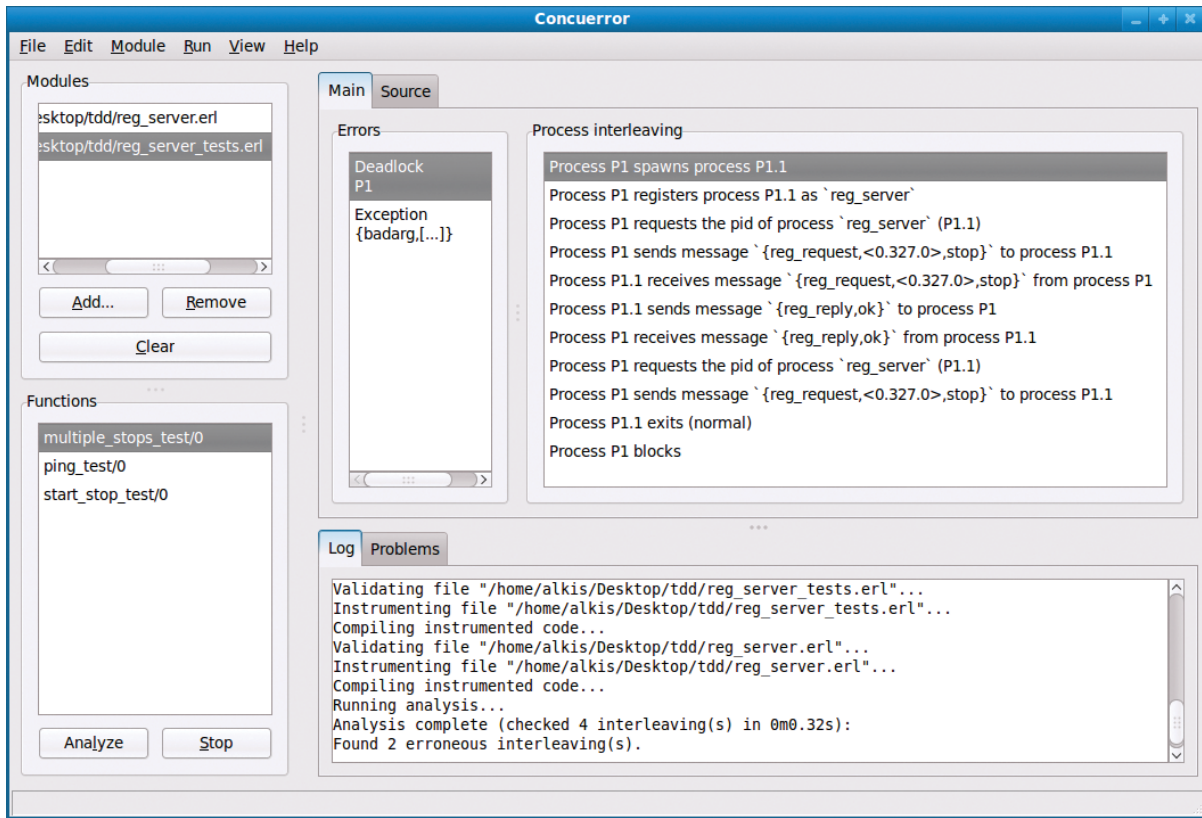 Concuerror
File Edit Module Run View Help
Modules
esktop/tdd/reg_server.erl
esktop/tdd/reg_server_tests.erl
Add... Remove
Clear
Functions
multiple_stops_test/0
ping_test/0
start_stop_test/0
Analyze Stop
Main Source
Errors
Deadlock
P1
Exception
{badarg,[...]}
Process interleaving
Process P1 spawns process P1.1
Process P1 registers process P1.1 as `reg_server`
Process P1 requests the pid of process `reg_server` (P1.1)
Process P1 sends message `{reg_request,<0.327.0>,stop}` to process P1.1
Process P1.1 receives message `{reg_request,<0.327.0>,stop}` from process P1
Process P1.1 sends message `{reg_reply,ok}` to process P1
Process P1 receives message `{reg_reply,ok}` from process P1.1
Process P1 requests the pid of process `reg_server` (P1.1)
Process P1 sends message `{reg_request,<0.327.0>,stop}` to process P1.1
Process P1.1 exits (normal)
Process P1 blocks
Log Problems
Validating file "/home/alkis/Desktop/tdd/reg_server_tests.erl"...
Instrumenting file "/home/alkis/Desktop/tdd/reg_server_tests.erl"...
Compiling instrumented code...
Validating file "/home/alkis/Desktop/tdd/reg_server.erl"...
Instrumenting file "/home/alkis/Desktop/tdd/reg_server.erl"...
Compiling instrumented code...
Running analysis...
Analysis complete (checked 4 interleaving(s) in 0m0.32s):
Found 2 erroneous interleaving(s).